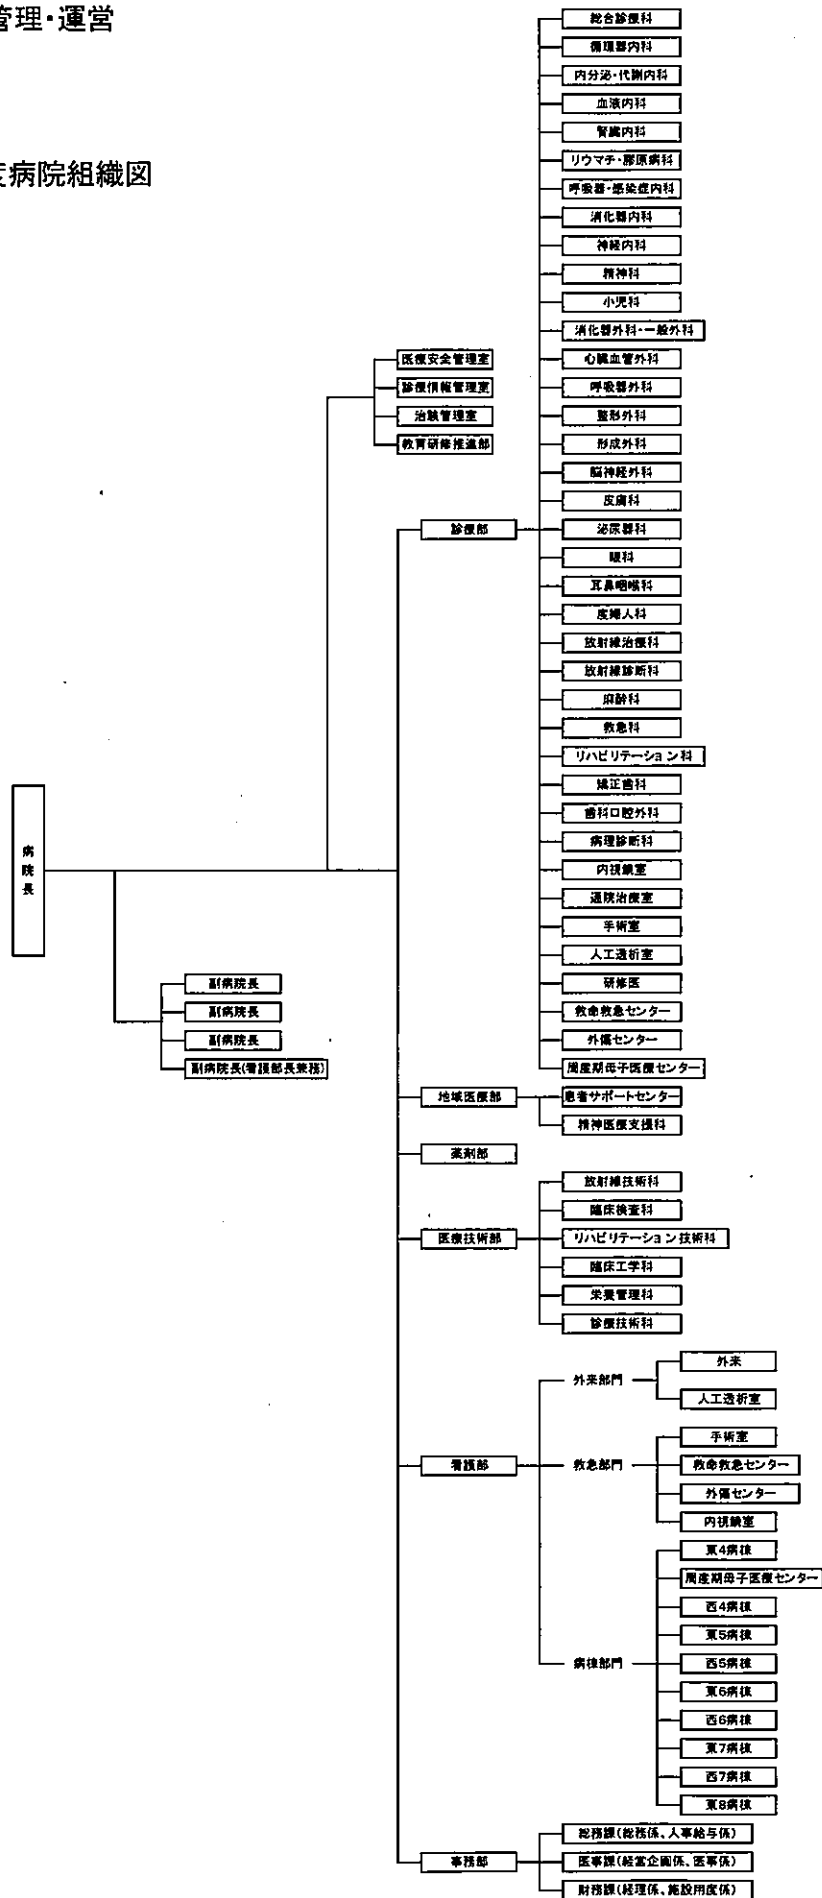 管理・運営
度病院組織図
病院長
副病院長
副病院長
副病院長
副病院長(看護部長兼務)
医療安全管理室
診療情報管理室
治験管理室
教育研修推進部
診療部
総合診療科
循環器内科
内分泌・代謝内科
血液内科
腎臓内科
リウマチ・膠原病科
呼吸器・感染症内科
消化器内科
神経内科
精神科
小児科
消化器外科・一般外科
心臓血管外科
呼吸器外科
整形外科
形成外科
脳神経外科
皮膚科
泌尿器科
眼科
耳鼻咽喉科
産婦人科
放射線治療科
放射線診断科
麻酔科
救急科
リハビリテーション科
矯正歯科
歯科口腔外科
病理診断科
内視鏡室
通院治療室
手術室
人工透析室
研修医
救命救急センター
外傷センター
周産期母子医療センター
地域医療部
患者サポートセンター
精神医療支援科
薬剤部
医療技術部
放射線技術科
臨床検査科
リハビリテーション技術科
臨床工学科
栄養管理科
診療技術科
看護部
外来部門
外来
人工透析室
救急部門
手術室
救命救急センター
外傷センター
内視鏡室
病棟部門
東4病棟
周産期母子医療センター
西4病棟
東5病棟
西5病棟
東6病棟
西6病棟
東7病棟
西7病棟
東8病棟
事務部
総務課(総務係、人事給与係)
医事課(経営企画係、医事係)
財務課(経理係、施設用度係)